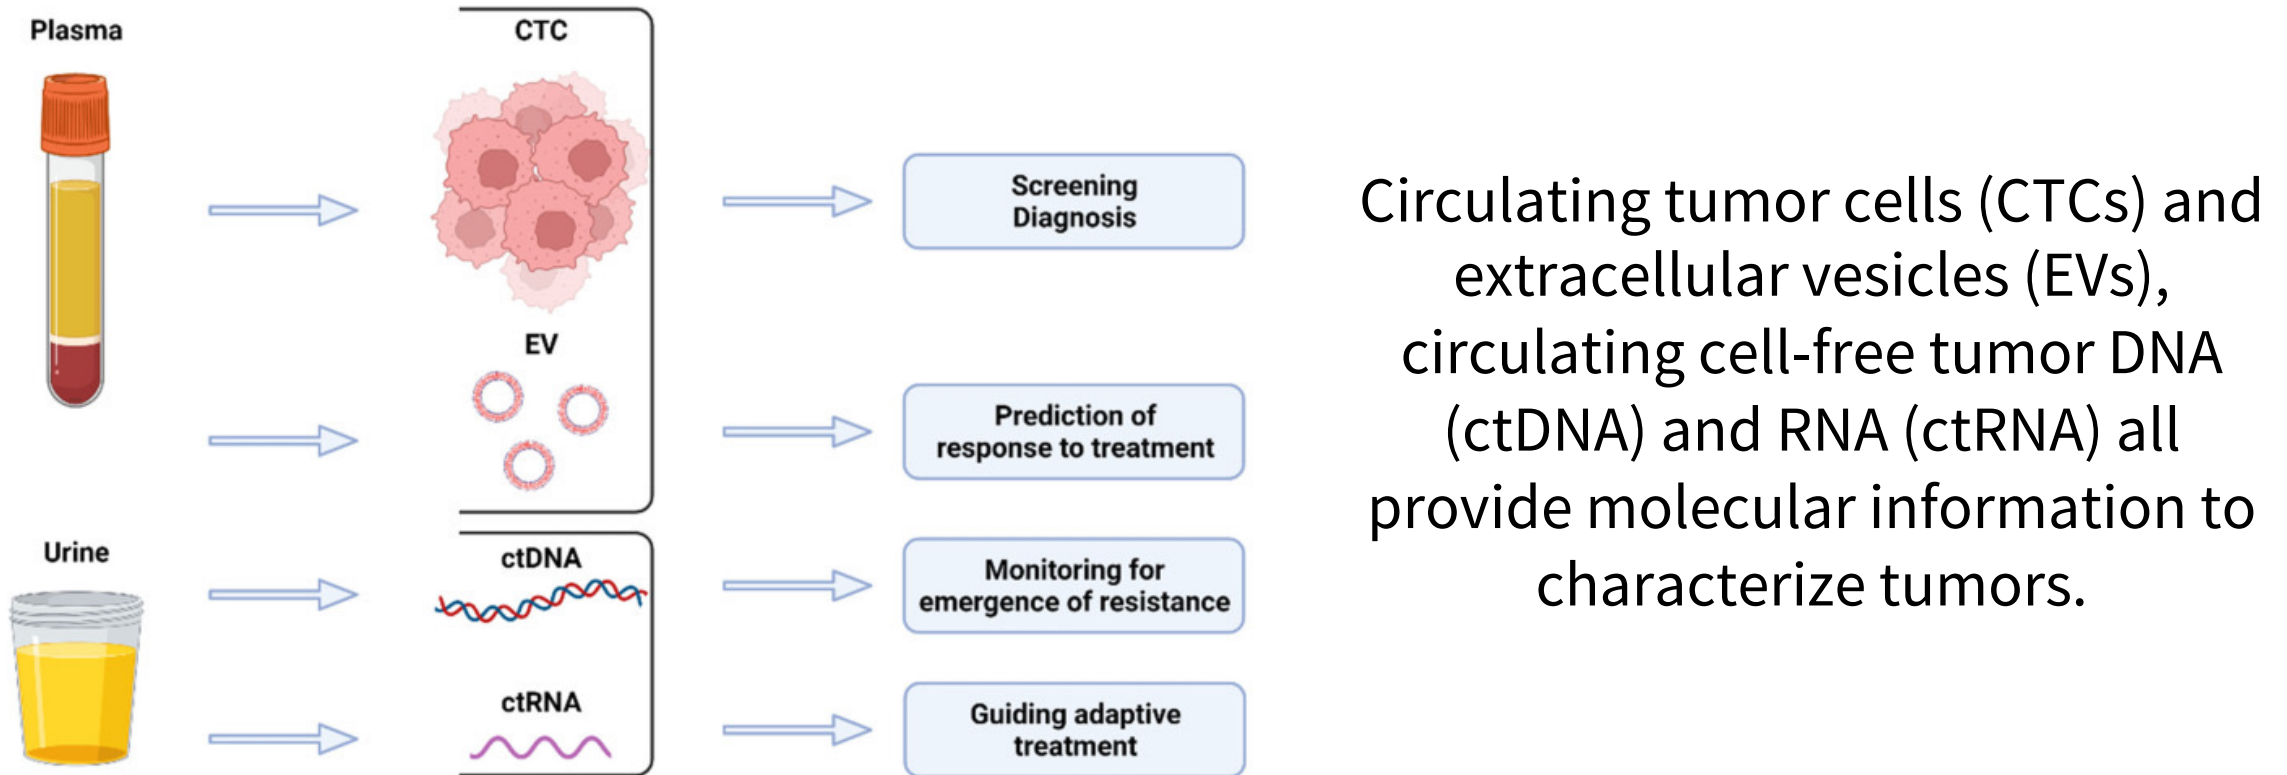 Plasma
CTC
EV
Urine
ctDNA
ctRNA
Screening
Diagnosis
Prediction of
response to treatment
Monitoring for
emergence of resistance
Guiding adaptive
treatment
Circulating tumor cells (CTCs) and
extracellular vesicles (EVs),
circulating cell-free tumor DNA
(ctDNA) and RNA (ctRNA) all
provide molecular information to
characterize tumors.